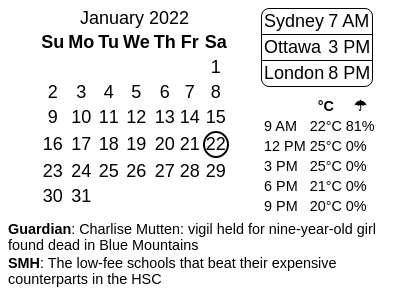 January 2022
Su Mo Tu We Th Fr Sa
1
2 3 4 5 6 7 8
9 10 11 12 13 14 15
16 17 18 19 20 21 22
23 24 25 26 27 28 29
30 31
Sydney 7 AM
Ottawa 3 PM
London 8 PM
°C ☂
9 AM 22°C 81%
12 PM 25°C 0%
3 PM 25°C 0%
6 PM 21°C 0%
9 PM 20°C 0%
Guardian: Charlise Mutten: vigil held for nine-year-old girl
found dead in Blue Mountains
SMH: The low-fee schools that beat their expensive
counterparts in the HSC